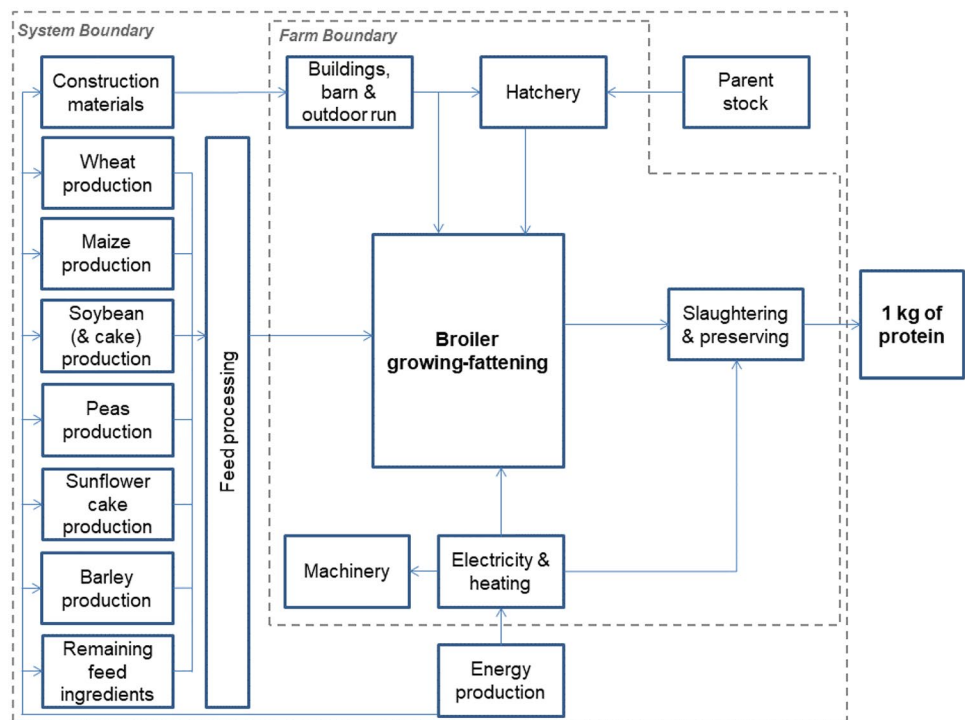 System Boundary
Farm Boundary
Construction
materials
Buildings,
barn &
outdoor run
Hatchery
Parent
stock
Wheat
production
Maize
production
Soybean
(& cake)
production
Peas
production
Sunflower
cake
production
Barley
production
Remaining
feed
ingredients
Feed processing
Broiler
growing-fattening
Slaughtering
& preserving
1 kg of
protein
Machinery
Electricity &
heating
Energy
production